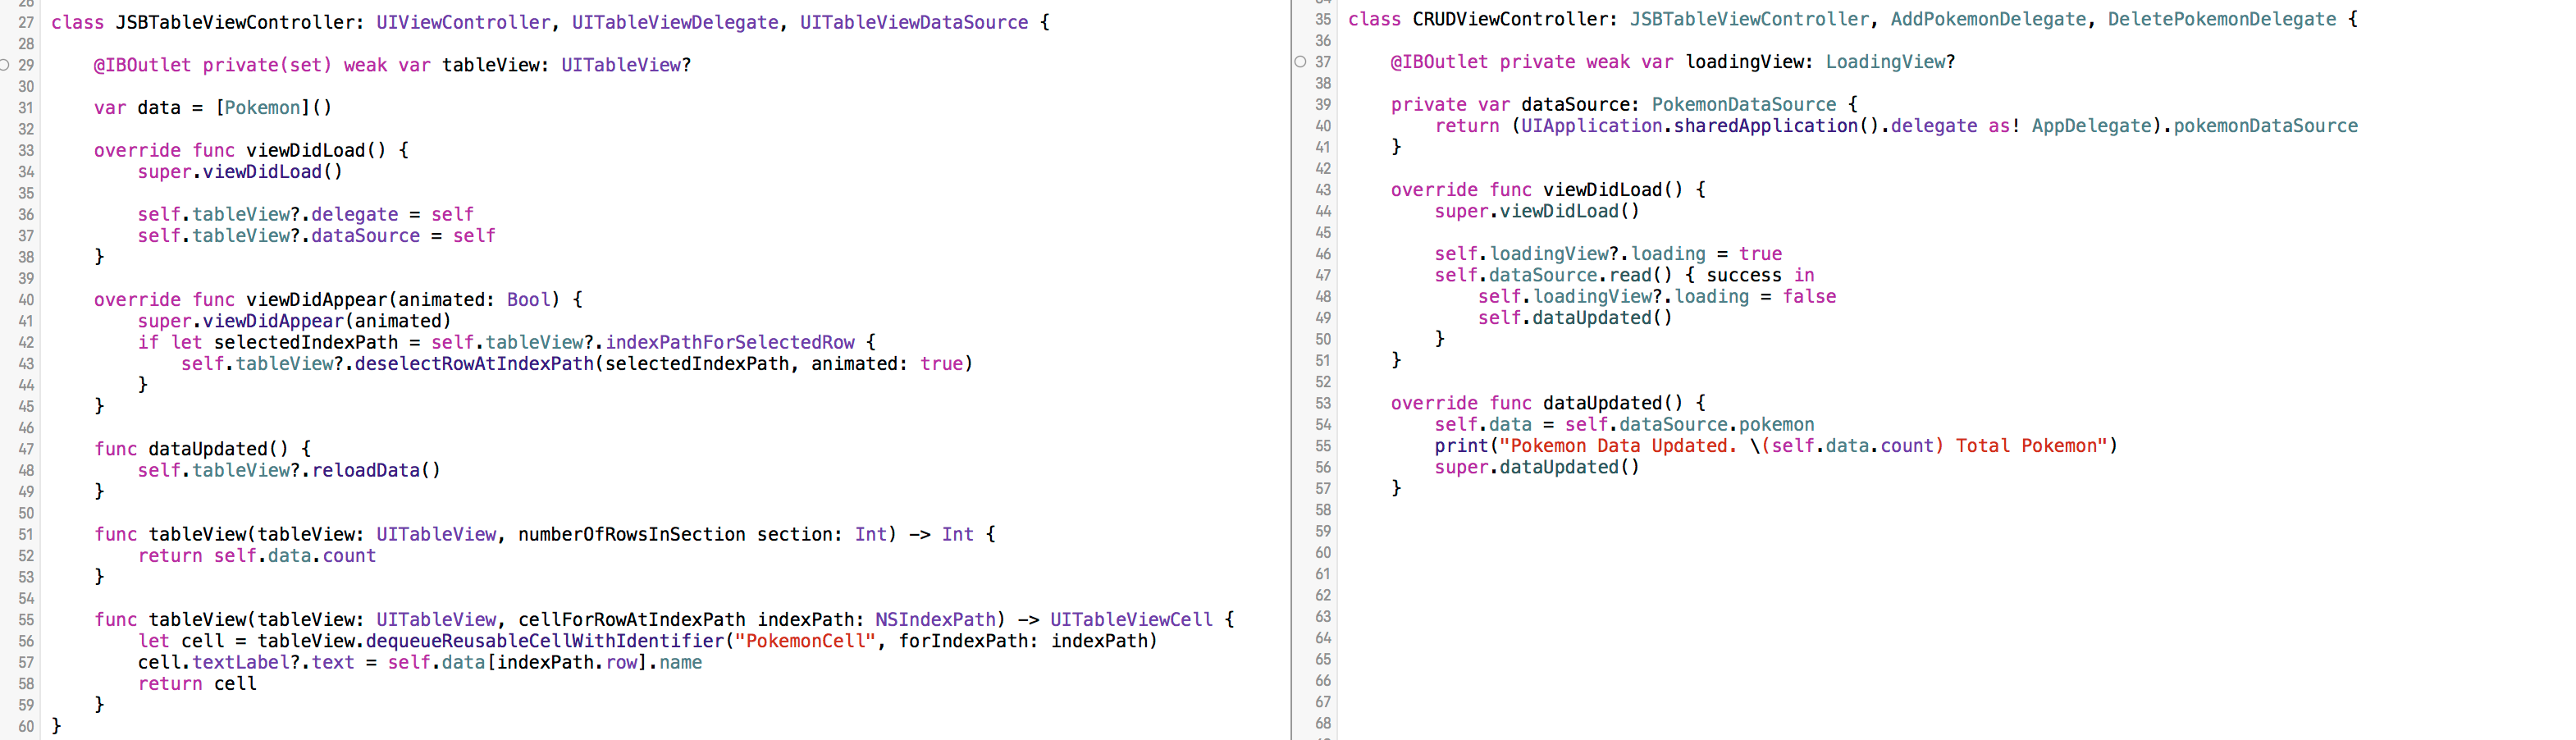 26
27 class JSBTableViewController: UIViewController, UITableViewDelegate, UITableViewDataSource {
28
29     @IBOutlet private(set) weak var tableView: UITableView?
30
31     var data = [Pokemon]()
32
33     override func viewDidLoad() {
34         super.viewDidLoad()
35
36         self.tableView?.delegate = self
37         self.tableView?.dataSource = self
38     }
39
40     override func viewDidAppear(animated: Bool) {
41         super.viewDidAppear(animated)
42         if let selectedIndexPath = self.tableView?.indexPathForSelectedRow {
43             self.tableView?.deselectRowAtIndexPath(selectedIndexPath, animated: true)
44         }
45     }
46
47     func dataUpdated() {
48         self.tableView?.reloadData()
49     }
50
51     func tableView(tableView: UITableView, numberOfRowsInSection section: Int) -> Int {
52         return self.data.count
53     }
54
55     func tableView(tableView: UITableView, cellForRowAtIndexPath indexPath: NSIndexPath) -> UITableViewCell {
56         let cell = tableView.dequeueReusableCellWithIdentifier("PokemonCell", forIndexPath: indexPath)
57         cell.textLabel?.text = self.data[indexPath.row].name
58         return cell
59     }
60 }
35 class CRUDViewController: JSBTableViewController, AddPokemonDelegate, DeletePokemonDelegate {
36
37     @IBOutlet private weak var loadingView: LoadingView?
38
39     private var dataSource: PokemonDataSource {
40         return (UIApplication.sharedApplication().delegate as! AppDelegate).pokemonDataSource
41     }
42
43     override func viewDidLoad() {
44         super.viewDidLoad()
45
46         self.loadingView?.loading = true
47         self.dataSource.read() { success in
48             self.loadingView?.loading = false
49             self.dataUpdated()
50         }
51     }
52
53     override func dataUpdated() {
54         self.data = self.dataSource.pokemon
55         print("Pokemon Data Updated. \(self.data.count) Total Pokemon")
56         super.dataUpdated()
57     }
58
59
60
61
62
63
64
65
66
67
68